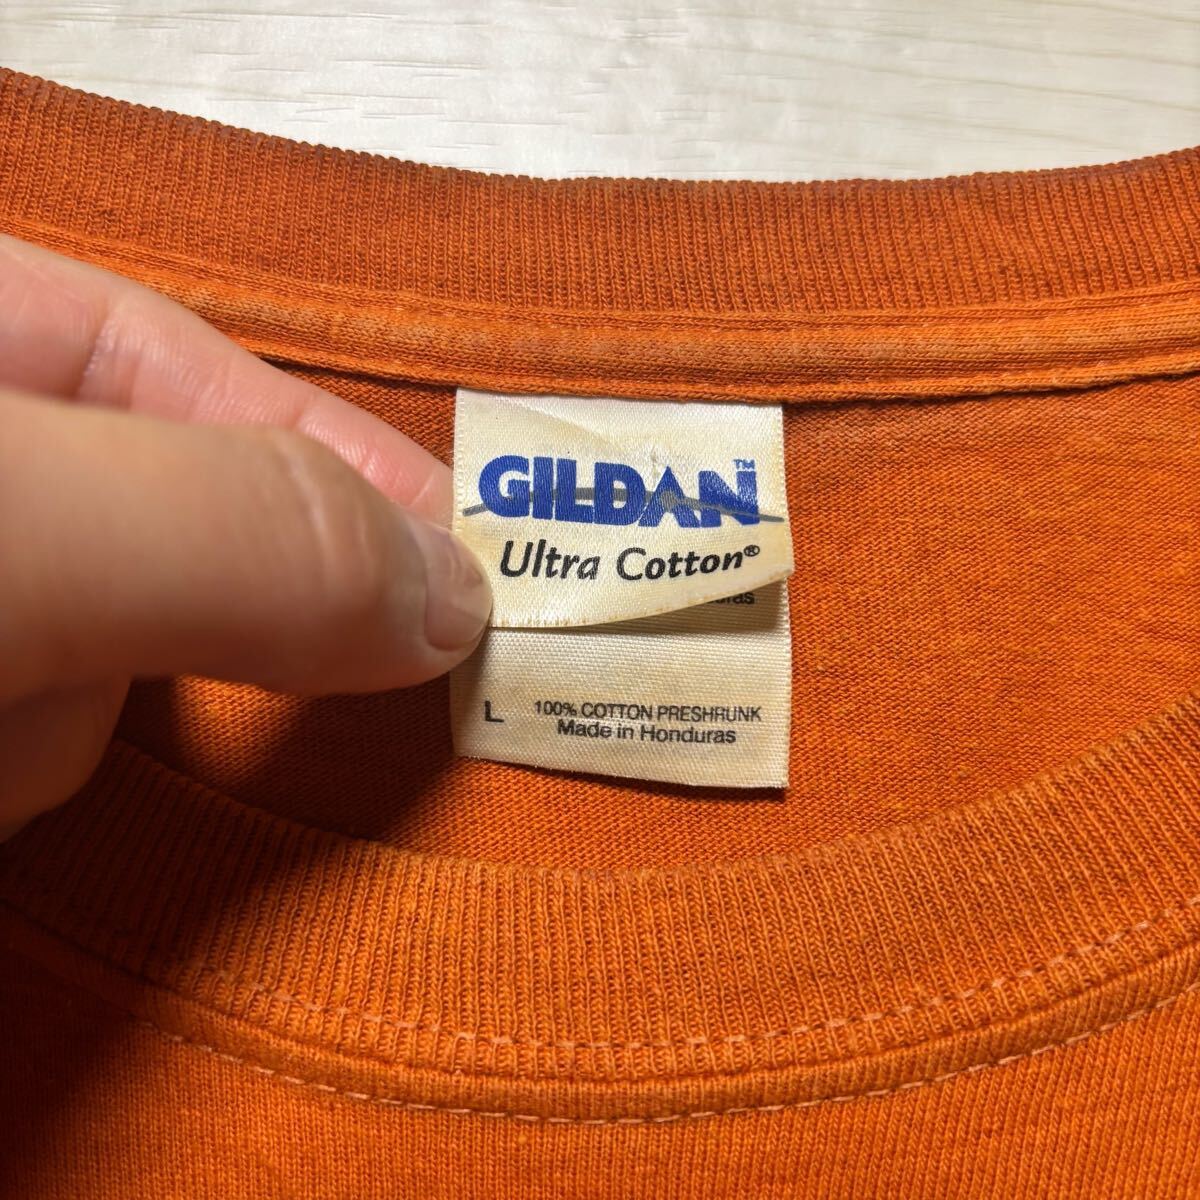 GILDAN™
Ultra Cotton®
L
100% COTTON PRESHRUNK
Made in Honduras